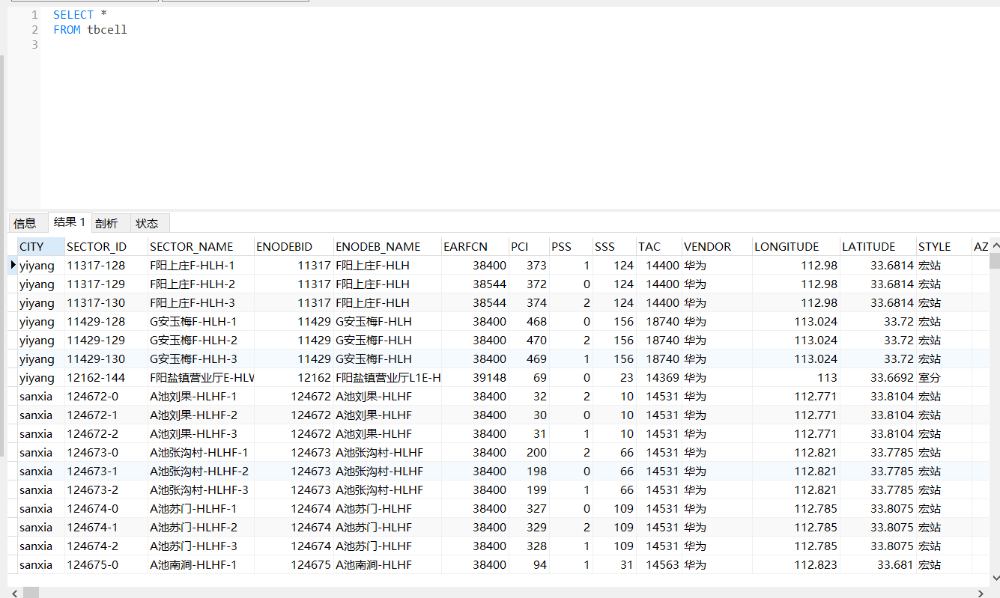 1 SELECT *
2 FROM tbcell
3
信息 结果 1 剖析 状态
CITY SECTOR_ID SECTOR_NAME ENODEBID ENODEB_NAME EARFCN PCI PSS SSS TAC VENDOR LONGITUDE LATITUDE STYLE AZ
yiyang 11317-128 F阳上庄F-HLH-1 11317 F阳上庄F-HLH 38400 373 1 124 14400 华为 112.98 33.6814 宏站
yiyang 11317-129 F阳上庄F-HLH-2 11317 F阳上庄F-HLH 38544 372 0 124 14400 华为 112.98 33.6814 宏站
yiyang 11317-130 F阳上庄F-HLH-3 11317 F阳上庄F-HLH 38544 374 2 124 14400 华为 112.98 33.6814 宏站
yiyang 11429-128 G安玉梅F-HLH-1 11429 G安玉梅F-HLH 38400 468 0 156 18740 华为 113.024 33.72 宏站
yiyang 11429-129 G安玉梅F-HLH-2 11429 G安玉梅F-HLH 38400 470 2 156 18740 华为 113.024 33.72 宏站
yiyang 11429-130 G安玉梅F-HLH-3 11429 G安玉梅F-HLH 38400 469 1 156 18740 华为 113.024 33.72 宏站
yiyang 12162-144 F阳盐镇营业厅E-HLW 12162 F阳盐镇营业厅L1E-H 39148 69 0 23 14369 华为 113 33.6692 室分
sanxia 124672-0 A池刘果-HLHF-1 124672 A池刘果-HLHF 38400 32 2 10 14531 华为 112.771 33.8104 宏站
sanxia 124672-1 A池刘果-HLHF-2 124672 A池刘果-HLHF 38400 30 0 10 14531 华为 112.771 33.8104 宏站
sanxia 124672-2 A池刘果-HLHF-3 124672 A池刘果-HLHF 38400 31 1 10 14531 华为 112.771 33.8104 宏站
sanxia 124673-0 A池张沟村-HLHF-1 124673 A池张沟村-HLHF 38400 200 2 66 14531 华为 112.821 33.7785 宏站
sanxia 124673-1 A池张沟村-HLHF-2 124673 A池张沟村-HLHF 38400 198 0 66 14531 华为 112.821 33.7785 宏站
sanxia 124673-2 A池张沟村-HLHF-3 124673 A池张沟村-HLHF 38400 199 1 66 14531 华为 112.821 33.7785 宏站
sanxia 124674-0 A池苏门-HLHF-1 124674 A池苏门-HLHF 38400 327 0 109 14531 华为 112.785 33.8075 宏站
sanxia 124674-1 A池苏门-HLHF-2 124674 A池苏门-HLHF 38400 329 2 109 14531 华为 112.785 33.8075 宏站
sanxia 124674-2 A池苏门-HLHF-3 124674 A池苏门-HLHF 38400 328 1 109 14531 华为 112.785 33.8075 宏站
sanxia 124675-0 A池南涧-HLHF-1 124675 A池南涧-HLHF 38400 94 1 31 14563 华为 112.823 33.681 宏站